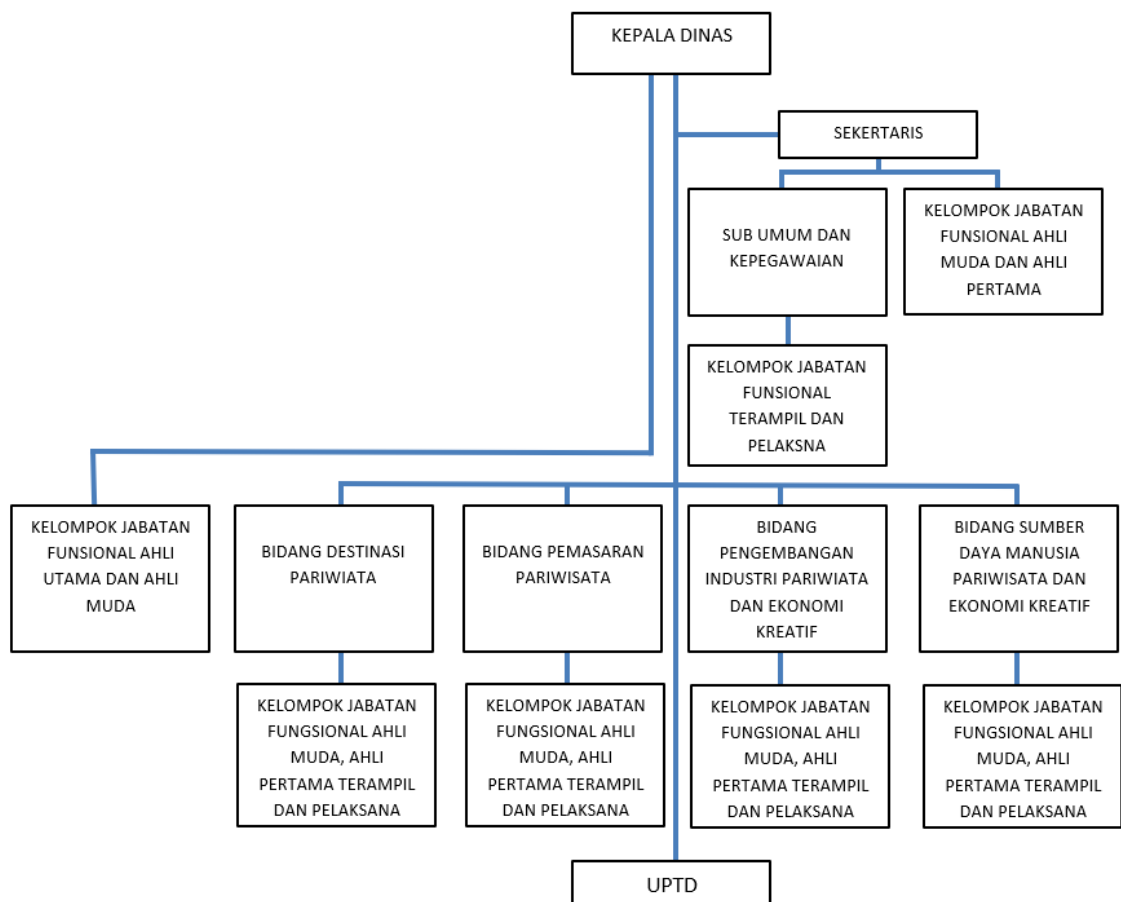 KEPALA DINAS
SEKERTARIS
SUB UMUM DAN
KEPEGAWAIAN
KELOMPOK JABATAN
FUNSIONAL AHLI
MUDA DAN AHLI
PERTAMA
KELOMPOK JABATAN
FUNSIONAL
TERAMPIL DAN
PELAKSNA
KELOMPOK JABATAN
FUNSIONAL AHLI
UTAMA DAN AHLI
MUDA
BIDANG DESTINASI
PARIWIATA
BIDANG PEMASARAN
PARIWISATA
BIDANG
PENGEMBANGAN
INDUSTRI PARIWIATA
DAN EKONOMI
KREATIF
BIDANG SUMBER
DAYA MANUSIA
PARIWISATA DAN
EKONOMI KREATIF
KELOMPOK JABATAN
FUNGSIONAL AHLI
MUDA, AHLI
PERTAMA TERAMPIL
DAN PELAKSANA
KELOMPOK JABATAN
FUNGSIONAL AHLI
MUDA, AHLI
PERTAMA TERAMPIL
DAN PELAKSANA
KELOMPOK JABATAN
FUNGSIONAL AHLI
MUDA, AHLI
PERTAMA TERAMPIL
DAN PELAKSANA
KELOMPOK JABATAN
FUNGSIONAL AHLI
MUDA, AHLI
PERTAMA TERAMPIL
DAN PELAKSANA
UPTD